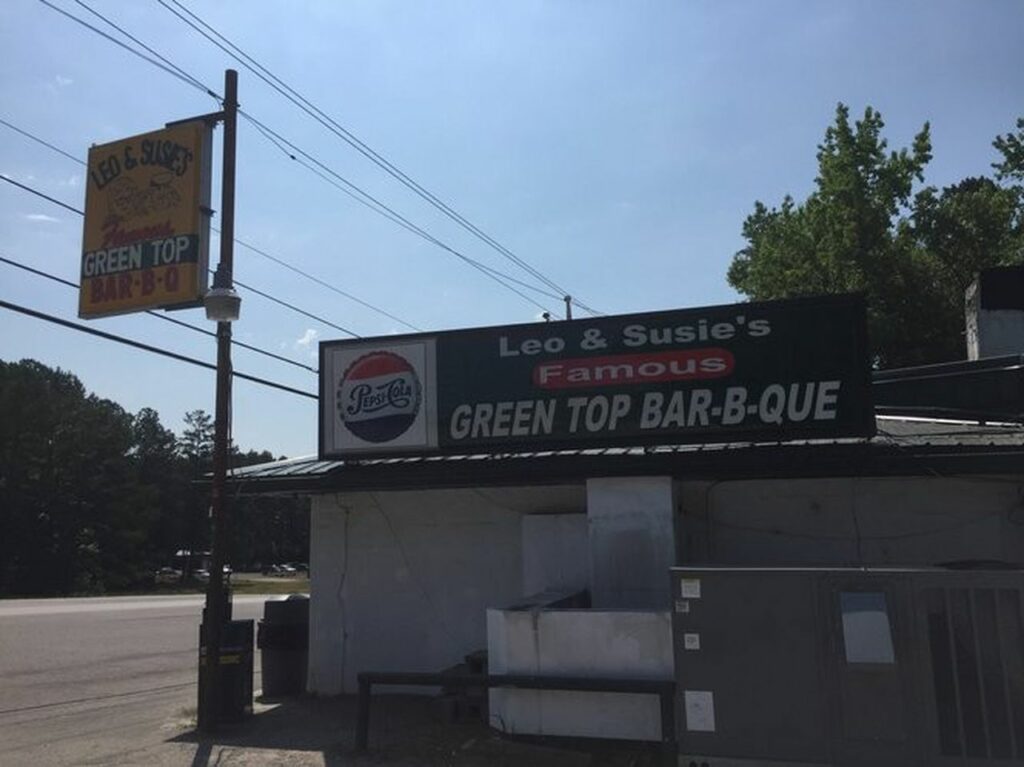 LEO & SUSIE'S
Famous
GREEN TOP
BAR-B-Q
PEPSI-COLA
Leo & Susie's
Famous
GREEN TOP BAR-B-QUE